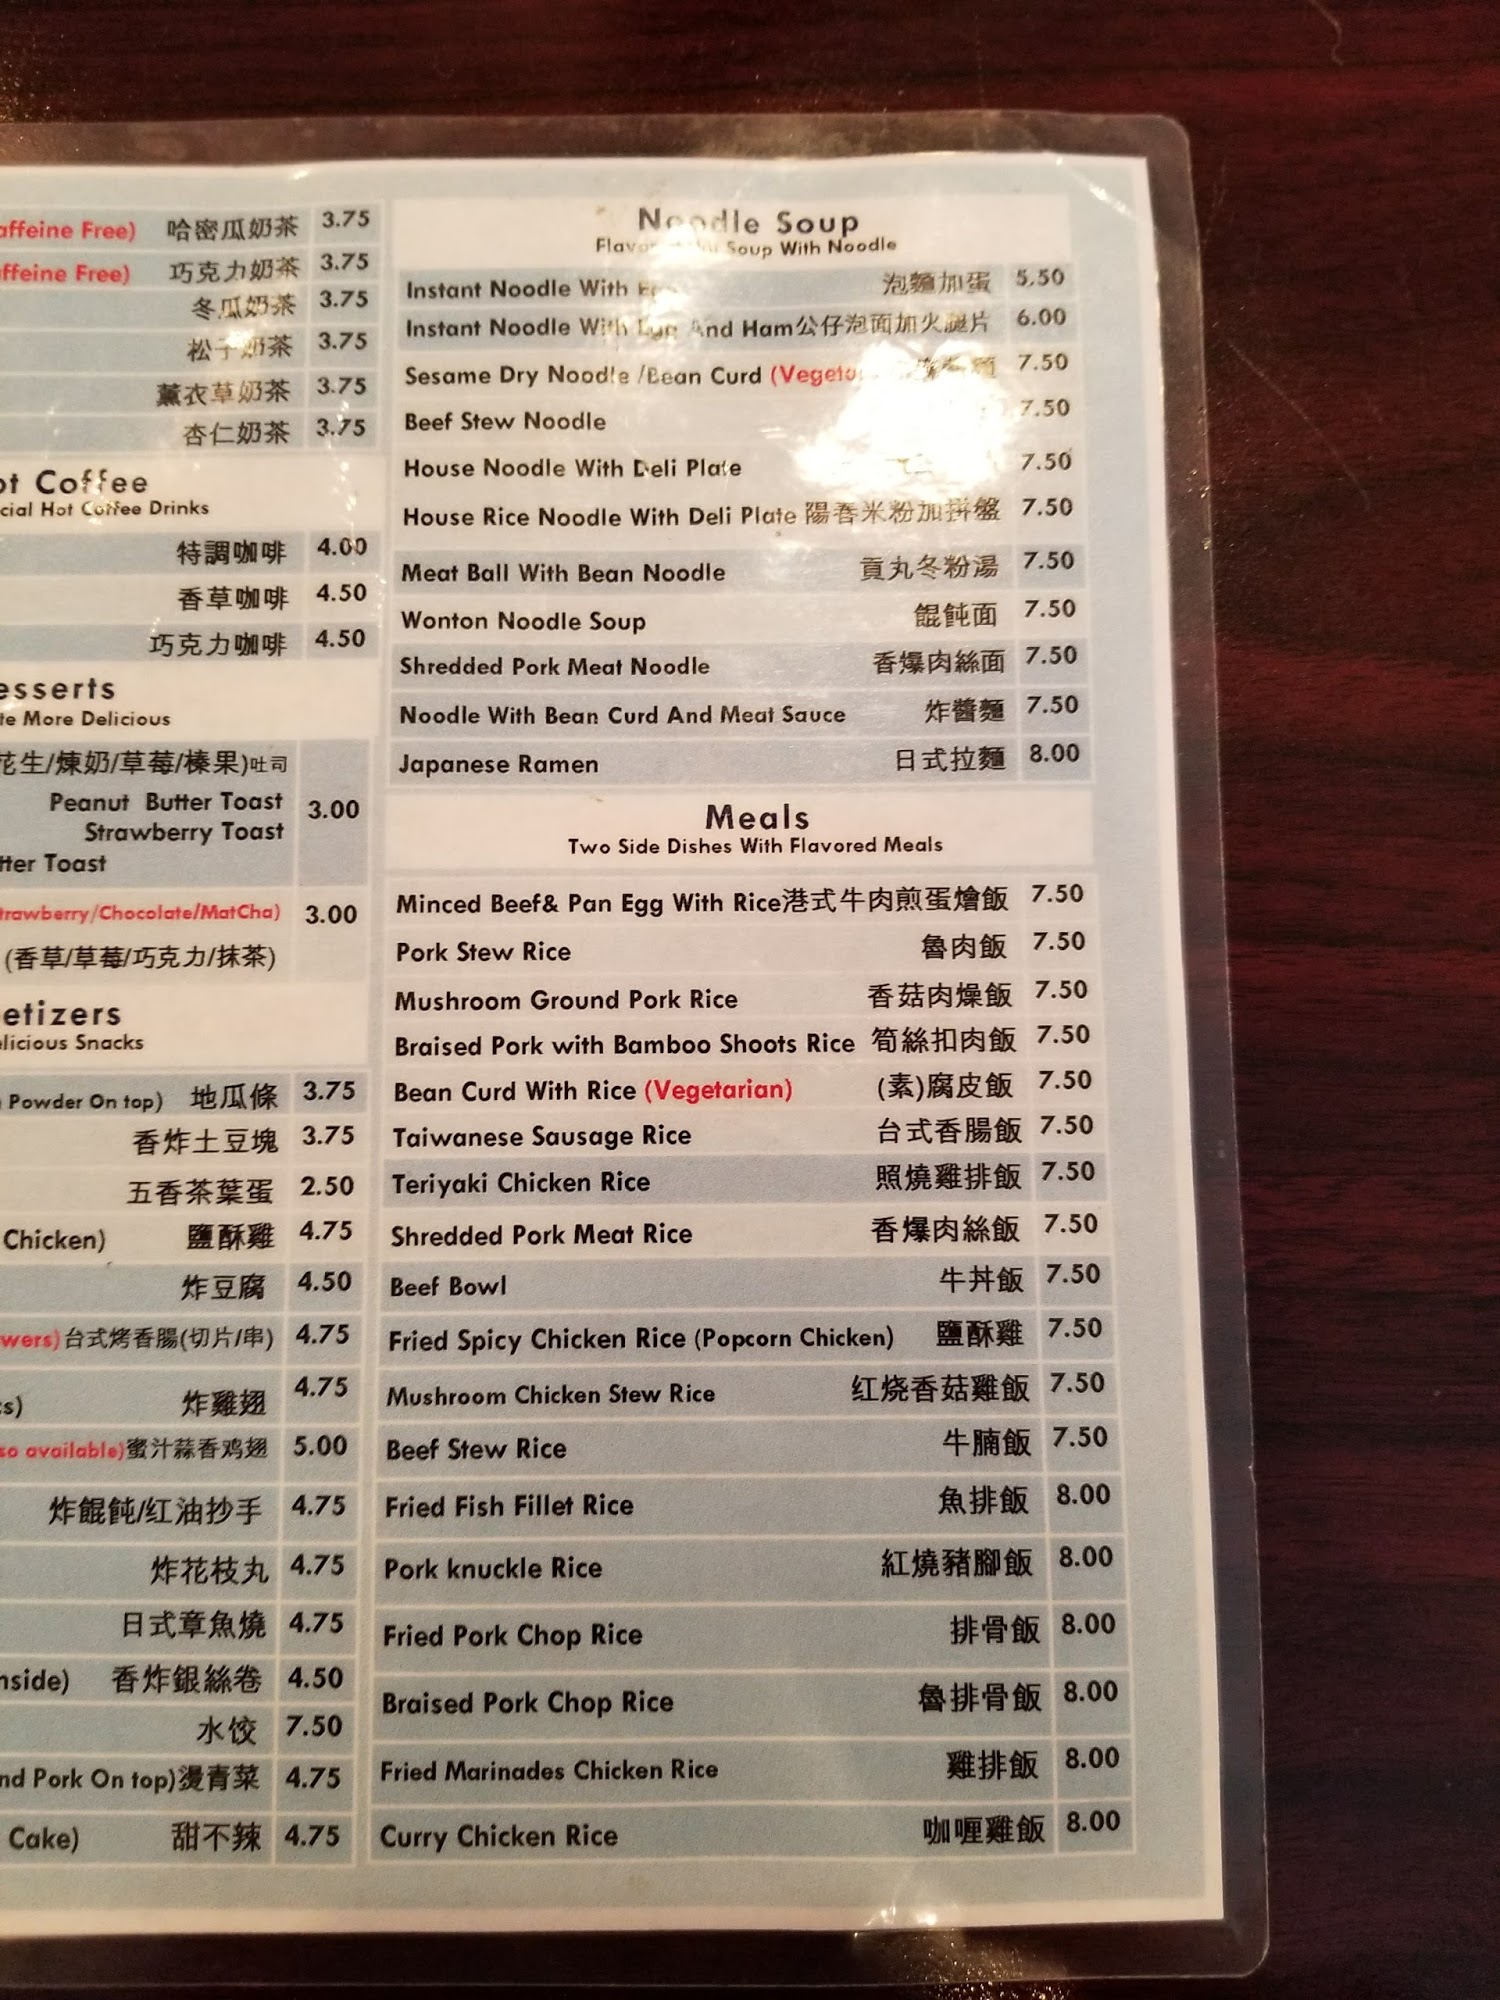 affeine Free) 哈密瓜奶茶 3.75
ffeine Free) 巧克力奶茶 3.75
冬瓜奶茶 3.75
松子奶茶 3.75
薰衣草奶茶 3.75
杏仁奶茶 3.75
ot Coffee
cial Hot Coffee Drinks
特調咖啡 4.00
香草咖啡 4.50
巧克力咖啡 4.50
esserts
te More Delicious
花生/煉奶/草莓/榛果)吐司
Peanut Butter Toast 3.00
Strawberry Toast
tter Toast
trawberry/Chocolate/MatCha) 3.00
(香草/草莓/巧克力/抹茶)
etizers
elicious Snacks
Powder On top) 地瓜條 3.75
香炸土豆塊 3.75
五香茶葉蛋 2.50
Chicken) 鹽酥雞 4.75
炸豆腐 4.50
wers)台式烤香腸(切片/串) 4.75
cs) 炸雞翅 4.75
so available)蜜汁蒜香鸡翅 5.00
炸餛飩/红油抄手 4.75
炸花枝丸 4.75
日式章魚燒 4.75
nside) 香炸銀絲卷 4.50
水饺 7.50
nd Pork On top)燙青菜 4.75
Cake) 甜不辣 4.75
Noodle Soup
Soup With Noodle
Instant Noodle With 泡麵加蛋 5.50
Instant Noodle With Egg And Ham公仔泡面加火腿片 6.00
Sesame Dry Noodle /Bean Curd 7.50
Beef Stew Noodle 7.50
House Noodle With Deli Plate 7.50
House Rice Noodle With Deli Plate 陽春米粉加拼盤 7.50
Meat Ball With Bean Noodle 貢丸冬粉湯 7.50
Wonton Noodle Soup 餛飩面 7.50
Shredded Pork Meat Noodle 香爆肉絲面 7.50
Noodle With Bean Curd And Meat Sauce 炸醬麵 7.50
Japanese Ramen 日式拉麵 8.00
Meals
Two Side Dishes With Flavored Meals
Minced Beef& Pan Egg With Rice港式牛肉煎蛋燴飯 7.50
Pork Stew Rice 魯肉飯 7.50
Mushroom Ground Pork Rice 香菇肉燥飯 7.50
Braised Pork with Bamboo Shoots Rice 筍絲扣肉飯 7.50
Bean Curd With Rice (Vegetarian) (素)腐皮飯 7.50
Taiwanese Sausage Rice 台式香腸飯 7.50
Teriyaki Chicken Rice 照燒雞排飯 7.50
Shredded Pork Meat Rice 香爆肉絲飯 7.50
Beef Bowl 牛丼飯 7.50
Fried Spicy Chicken Rice (Popcorn Chicken) 鹽酥雞 7.50
Mushroom Chicken Stew Rice 红烧香菇雞飯 7.50
Beef Stew Rice 牛腩飯 7.50
Fried Fish Fillet Rice 魚排飯 8.00
Pork knuckle Rice 紅燒豬腳飯 8.00
Fried Pork Chop Rice 排骨飯 8.00
Braised Pork Chop Rice 魯排骨飯 8.00
Fried Marinades Chicken Rice 雞排飯 8.00
Curry Chicken Rice 咖喱雞飯 8.00